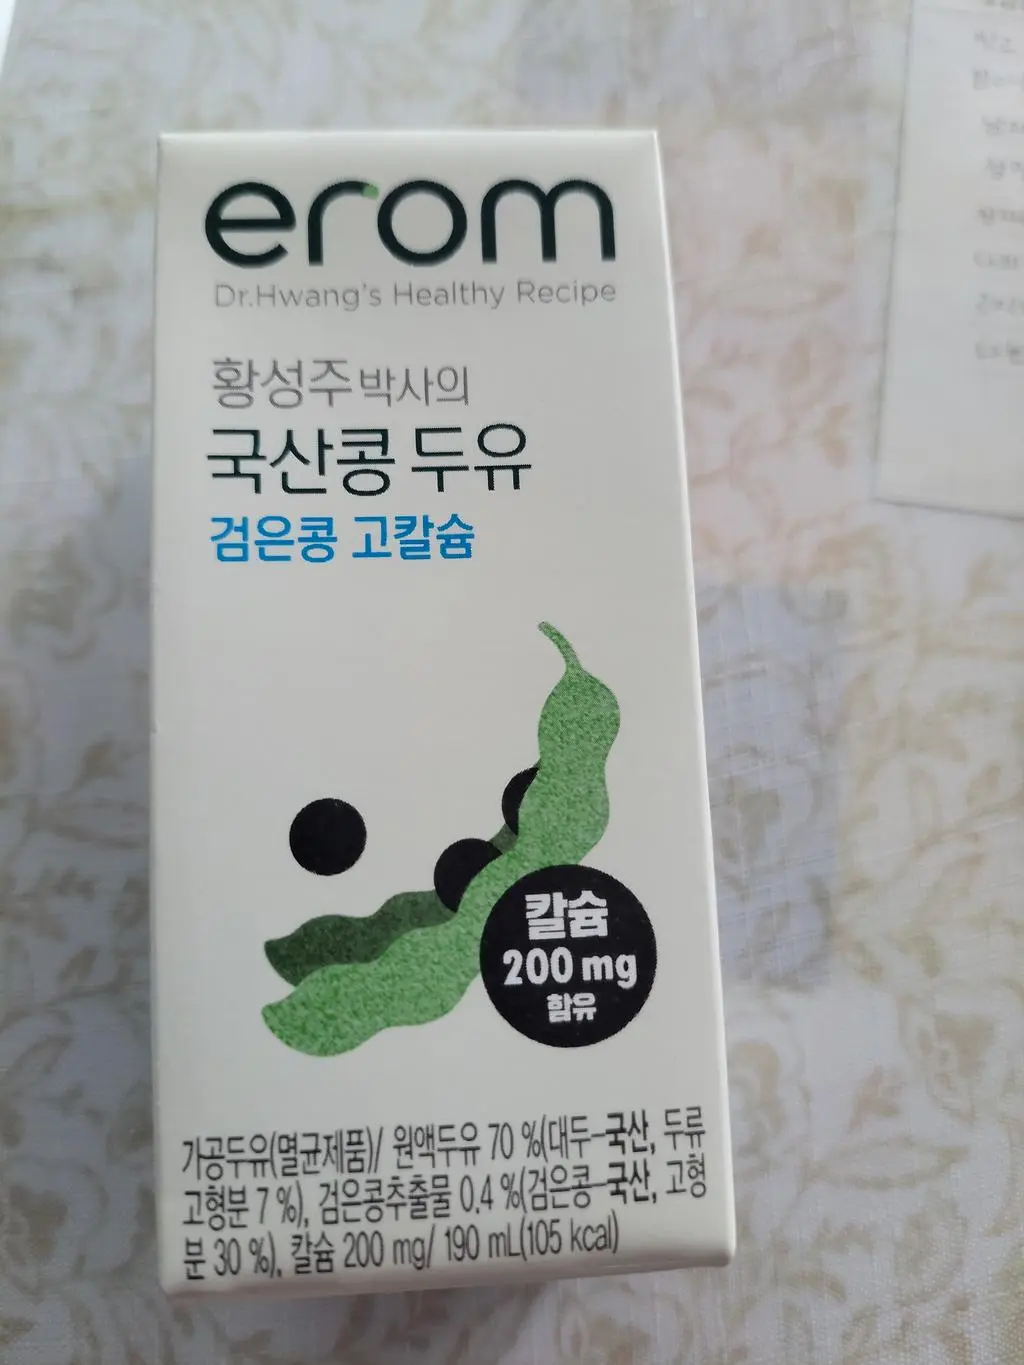 erom
Dr.Hwang's Healthy Recipe
황성주 박사의
국산콩 두유
검은콩 고칼슘
칼슘
200 mg
함유
가공두유(멸균제품)/ 원액두유 70 %(대두-국산, 두류
고형분 7 %), 검은콩추출물 0.4 %(검은콩-국산, 고형
분 30 %), 칼슘 200 mg/ 190 mL(105 kcal)